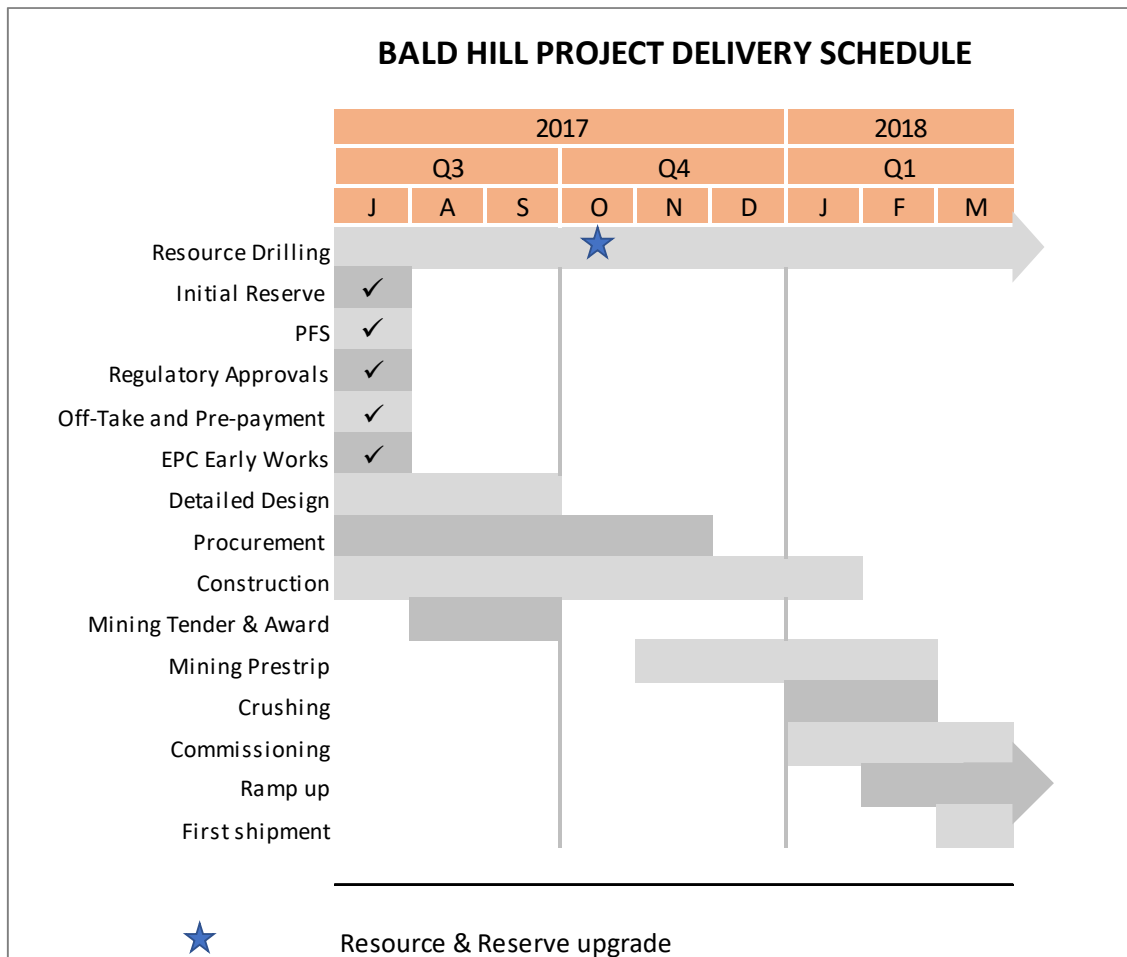 BALD HILL PROJECT DELIVERY SCHEDULE
2017 2018
Q3 Q4 Q1
J A S O N D J F M
Resource Drilling
Initial Reserve ✓
PFS ✓
Regulatory Approvals ✓
Off-Take and Pre-payment ✓
EPC Early Works ✓
Detailed Design
Procurement
Construction
Mining Tender & Award
Mining Prestrip
Crushing
Commissioning
Ramp up
First shipment
Resource & Reserve upgrade